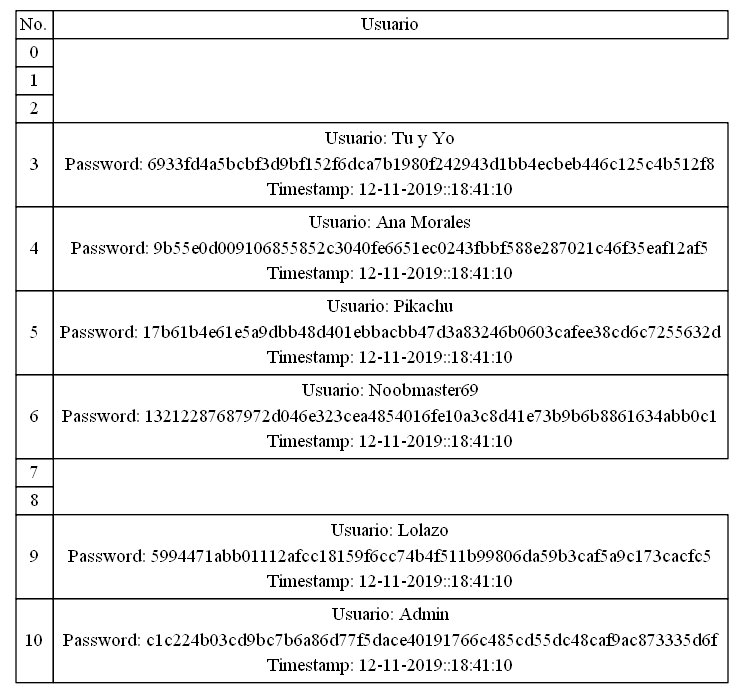 No. Usuario
0
1
2
3
Usuario: Tu y Yo
Password: 6933fd4a5bcbf3d9bf152f6dca7b1980f242943d1bb4ecbeb446c125c4b512f8
Timestamp: 12-11-2019::18:41:10
4
Usuario: Ana Morales
Password: 9b55e0d009106855852c3040fe6651ec0243fbbf588e287021c46f35eaf12af5
Timestamp: 12-11-2019::18:41:10
5
Usuario: Pikachu
Password: 17b61b4e61e5a9dbb48d401ebbacbb47d3a83246b0603cafee38cd6c7255632d
Timestamp: 12-11-2019::18:41:10
6
Usuario: Noobmaster69
Password: 13212287687972d046e323cea4854016fe10a3c8d41e73b9b6b8861634abb0c1
Timestamp: 12-11-2019::18:41:10
7
8
9
Usuario: Lolazo
Password: 5994471abb01112afcc18159f6cc74b4f511b99806da59b3caf5a9c173cacfc5
Timestamp: 12-11-2019::18:41:10
10
Usuario: Admin
Password: c1c224b03cd9bc7b6a86d77f5dace40191766c485cd55dc48caf9ac873335d6f
Timestamp: 12-11-2019::18:41:10